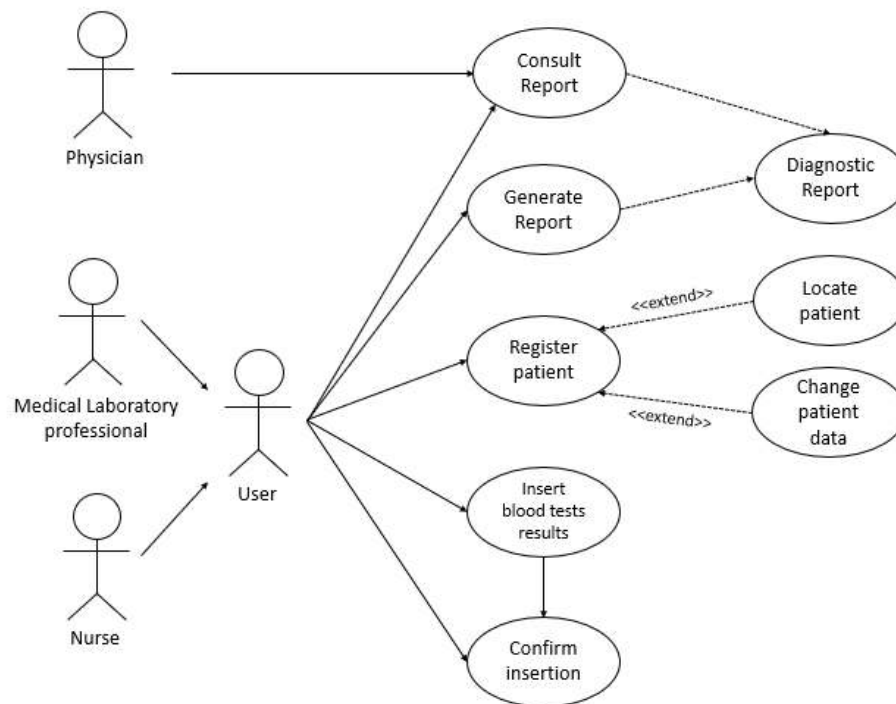 Consult
Report
Physician
Diagnostic
Report
Generate
Report
<<extend>>
Locate
patient
Register
patient
Medical Laboratory
professional
Change
patient
data
<<extend>>
User
Insert
blood tests
results
Nurse
Confirm
insertion